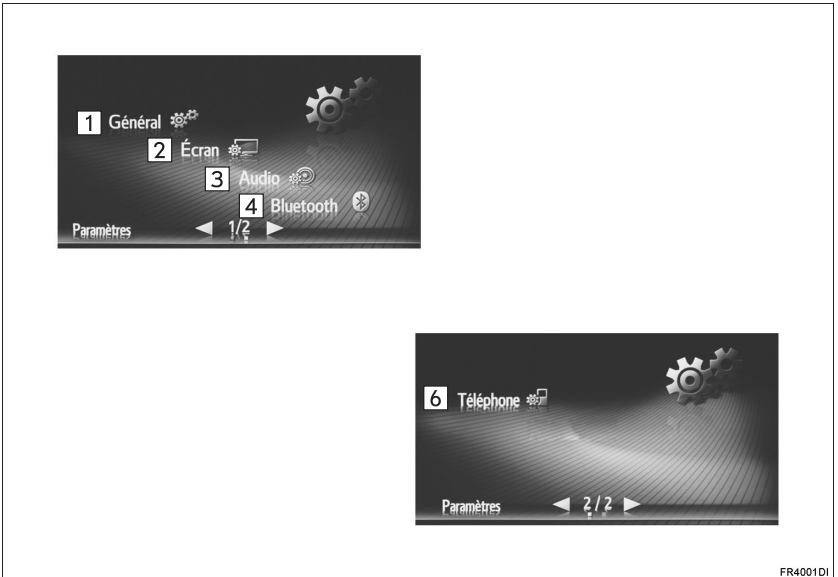 1 Général
2 Écran
3 Audio
4 Bluetooth
Paramètres ◀ 1/2 ▶
6 Téléphone
Paramètres ◀ 2/2 ▶
FR4001DI